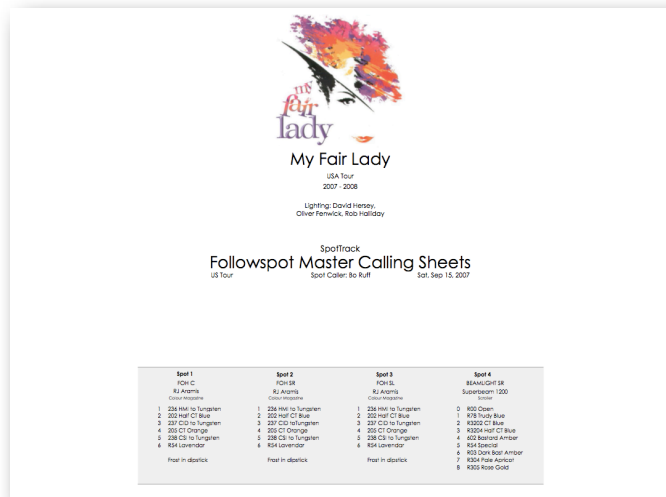 my
fair
lady
My Fair Lady
USA Tour
2007 - 2008
Lighting: David Hersey,
Oliver Fenwick, Rob Halliday
SpotTrack
Followspot Master Calling Sheets
US Tour Spot Caller: Bo Ruff Sat, Sep 15, 2007
Spot 1 Spot 2 Spot 3 Spot 4
FOH C FOH SR FOH SL BEAMLIGHT SR
RJ Aramis RJ Aramis RJ Aramis Superbeam 1200
Colour Magazine Colour Magazine Colour Magazine Scroller
1 236 HMI to Tungsten 1 236 HMI to Tungsten 1 236 HMI to Tungsten 0 R00 Open
2 202 Half CT Blue 2 202 Half CT Blue 2 202 Half CT Blue 1 R78 Trudy Blue
3 237 CID to Tungsten 3 237 CID toTungsten 3 237 CID to Tungsten 2 R3202 CT Blue
4 205 CT Orange 4 205 CT Orange 4 205 CT Orange 3 R3204 Half CT Blue
5 238 CSI to Tungsten 5 238 CSI to Tungsten 5 238 CSI to Tungsten 4 602 Bastard Amber
6 R54 Lavendar 6 R54 Lavendar 6 R54 Lavendar 5 R54 Special
6 R03 Dark Bast Amber
Frost in dipstick Frost in dipstick Frost in dipstick 7 R304 Pale Apricot
8 R305 Rose Gold